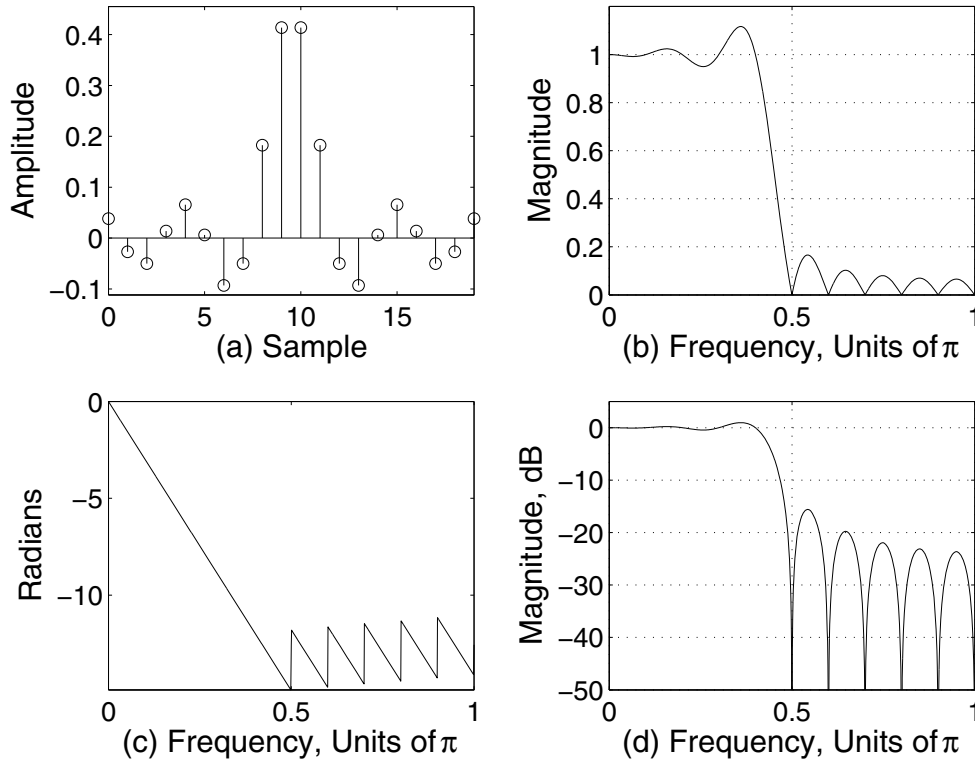 0.4
0.3
0.2
0.1
0
−0.1
Amplitude
0 5 10 15
(a) Sample
1
0.8
0.6
0.4
0.2
0
Magnitude
0 0.5 1
(b) Frequency, Units of π
0
−5
−10
Radians
0 0.5 1
(c) Frequency, Units of π
0
−10
−20
−30
−40
−50
Magnitude, dB
0 0.5 1
(d) Frequency, Units of π